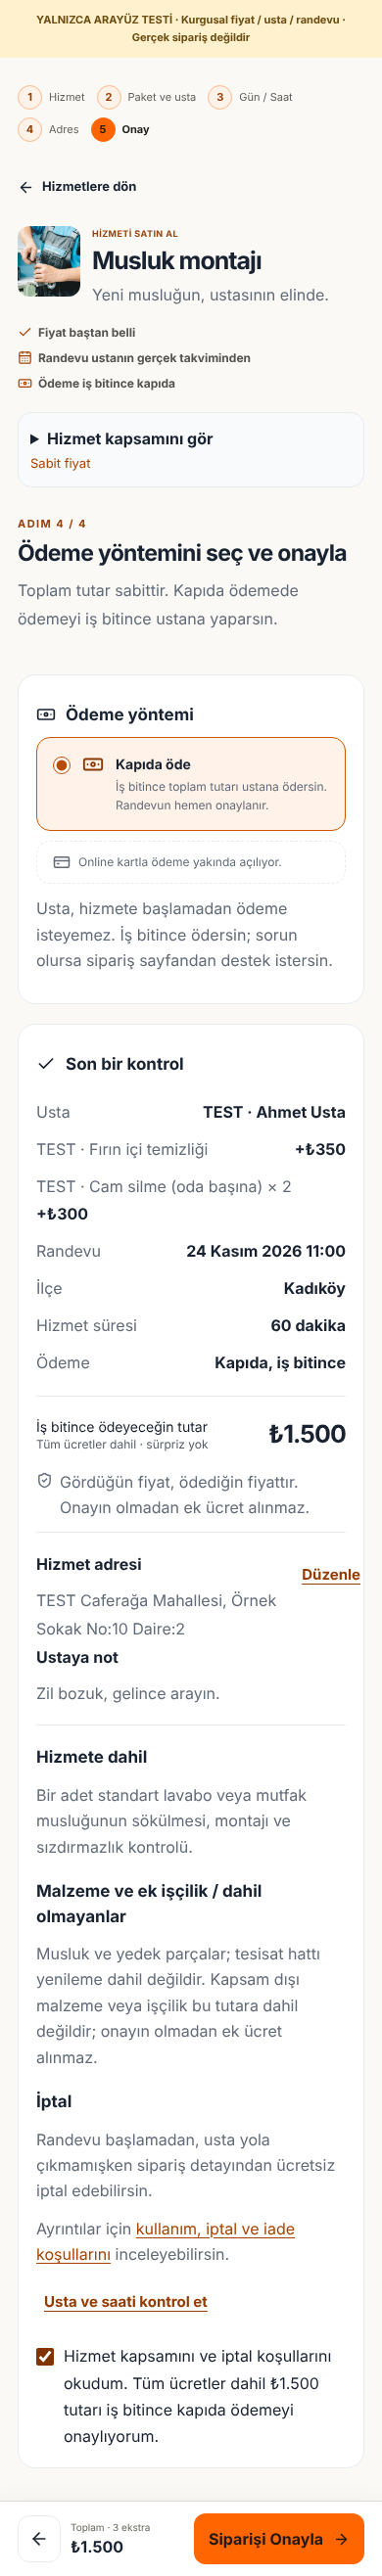 YALNIZCA ARAYÜZ TESTİ · Kurgusal fiyat / usta / randevu ·
Gerçek sipariş değildir
1 Hizmet 2 Paket ve usta 3 Gün / Saat
4 Adres 5 Onay
← Hizmetlere dön
HİZMETİ SATIN AL
Musluk montajı
Yeni musluğun, ustasının elinde.
Fiyat baştan belli
Randevu ustanın gerçek takviminden
Ödeme iş bitince kapıda
▶ Hizmet kapsamını gör
Sabit fiyat
ADIM 4 / 4
Ödeme yöntemini seç ve onayla
Toplam tutar sabittir. Kapıda ödemede
ödemeyi iş bitince ustana yaparsın.
Ödeme yöntemi
Kapıda öde
İş bitince toplam tutarı ustana ödersin.
Randevun hemen onaylanır.
Online kartla ödeme yakında açılıyor.
Usta, hizmete başlamadan ödeme
isteyemez. İş bitince ödersin; sorun
olursa sipariş sayfandan destek istersin.
Son bir kontrol
Usta TEST · Ahmet Usta
TEST · Fırın içi temizliği +₺350
TEST · Cam silme (oda başına) × 2
+₺300
Randevu 24 Kasım 2026 11:00
İlçe Kadıköy
Hizmet süresi 60 dakika
Ödeme Kapıda, iş bitince
İş bitince ödeyeceğin tutar ₺1.500
Tüm ücretler dahil · sürpriz yok
Gördüğün fiyat, ödediğin fiyattır.
Onayın olmadan ek ücret alınmaz.
Hizmet adresi
Düzenle
TEST Caferağa Mahallesi, Örnek
Sokak No:10 Daire:2
Ustaya not
Zil bozuk, gelince arayın.
Hizmete dahil
Bir adet standart lavabo veya mutfak
musluğunun sökülmesi, montajı ve
sızdırmazlık kontrolü.
Malzeme ve ek işçilik / dahil
olmayanlar
Musluk ve yedek parçalar; tesisat hattı
yenileme dahil değildir. Kapsam dışı
malzeme veya işçilik bu tutara dahil
değildir; onayın olmadan ek ücret
alınmaz.
İptal
Randevu başlamadan, usta yola
çıkmamışken sipariş detayından ücretsiz
iptal edebilirsin.
Ayrıntılar için kullanım, iptal ve iade
koşullarını inceleyebilirsin.
Usta ve saati kontrol et
Hizmet kapsamını ve iptal koşullarını
okudum. Tüm ücretler dahil ₺1.500
tutarı iş bitince kapıda ödemeyi
onaylıyorum.
← Toplam · 3 ekstra
₺1.500
Siparişi Onayla →